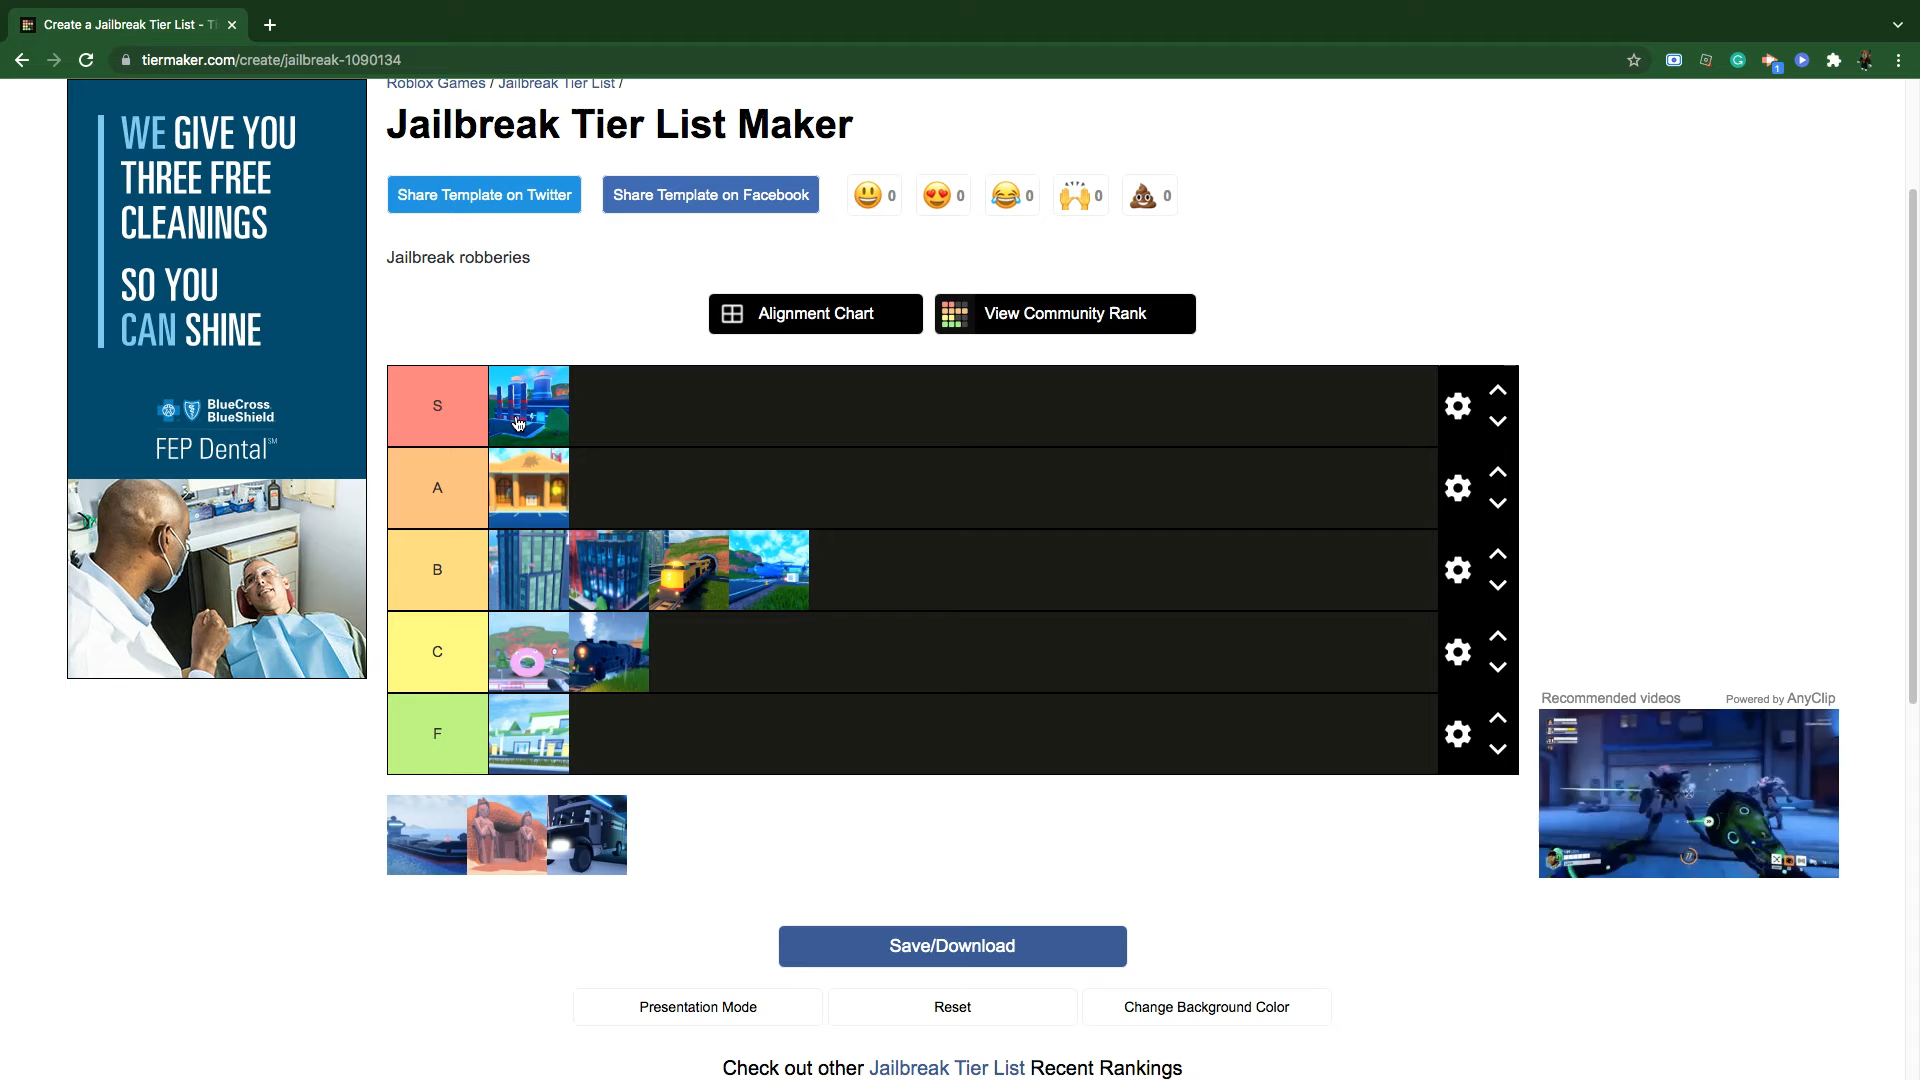 Create a Jailbreak Tier List - Ti
tiermaker.com/create/jailbreak-1090134
1
Roblox Games / Jailbreak Tier List /
Jailbreak Tier List Maker
WE GIVE YOU
THREE FREE
CLEANINGS
SO YOU
CAN SHINE
BlueCross
BlueShield
FEP Dental℠
Share Template on Twitter
Share Template on Facebook
0
0
0
0
0
Jailbreak robberies
Alignment Chart
View Community Rank
S
A
B
C
F
Recommended videos
Powered by AnyClip
Save/Download
Presentation Mode
Reset
Change Background Color
Check out other Jailbreak Tier List Recent Rankings